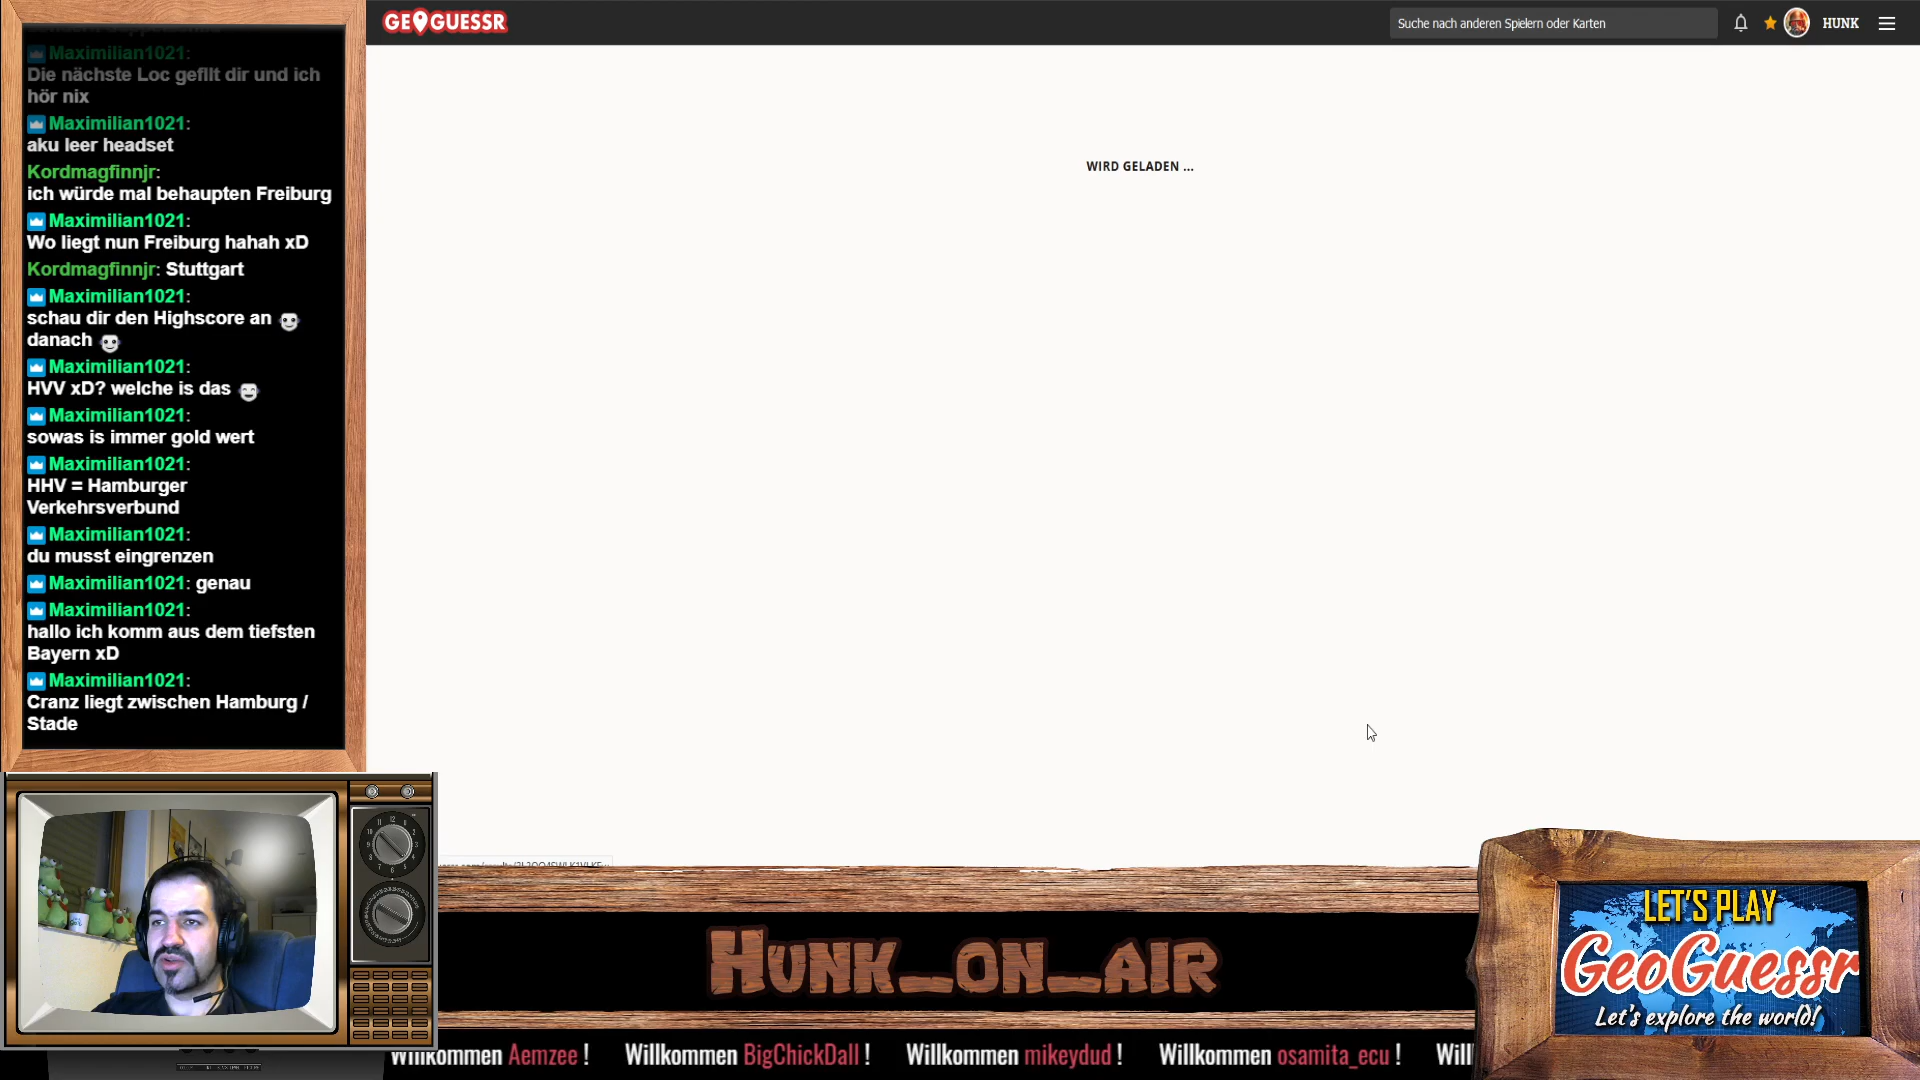 GEOGUESSR
Suche nach anderen Spielern oder Karten
HUNK
Maximilian1021:
Die nächste Loc gefllt dir und ich
hör nix
Maximilian1021:
aku leer headset
Kordmagfinnjr:
ich würde mal behaupten Freiburg
Maximilian1021:
Wo liegt nun Freiburg hahah xD
Kordmagfinnjr: Stuttgart
Maximilian1021:
schau dir den Highscore an
danach
Maximilian1021:
HVV xD? welche is das
Maximilian1021:
sowas is immer gold wert
Maximilian1021:
HHV = Hamburger
Verkehrsverbund
Maximilian1021:
du musst eingrenzen
Maximilian1021: genau
Maximilian1021:
hallo ich komm aus dem tiefsten
Bayern xD
Maximilian1021:
Cranz liegt zwischen Hamburg /
Stade
WIRD GELADEN ...
HUNK_ON_AIR
LET'S PLAY
GeoGuessr
Let's explore the world!
Willkommen Aemzee ! Willkommen BigChickDall ! Willkommen mikeydud ! Willkommen osamita_ecu ! Will